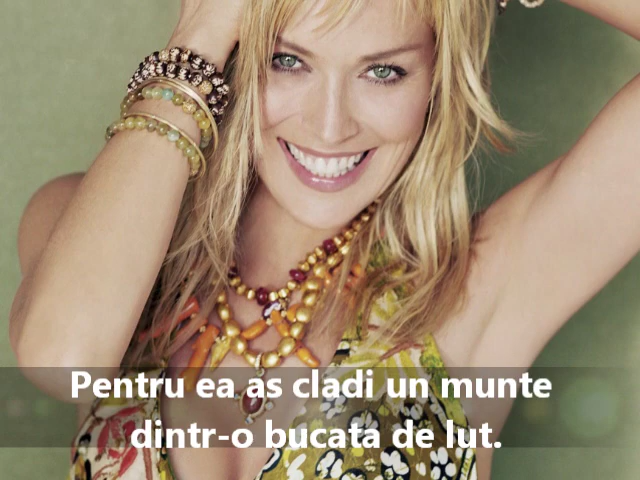 Pentru ea as cladi un munte
dintr-o bucata de lut.